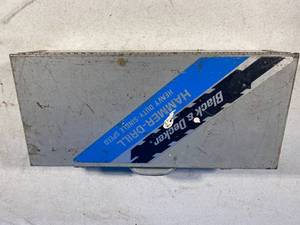 Black & Decker
HAMMER-DRILL
HEAVY DUTY-SINGLE SPEED